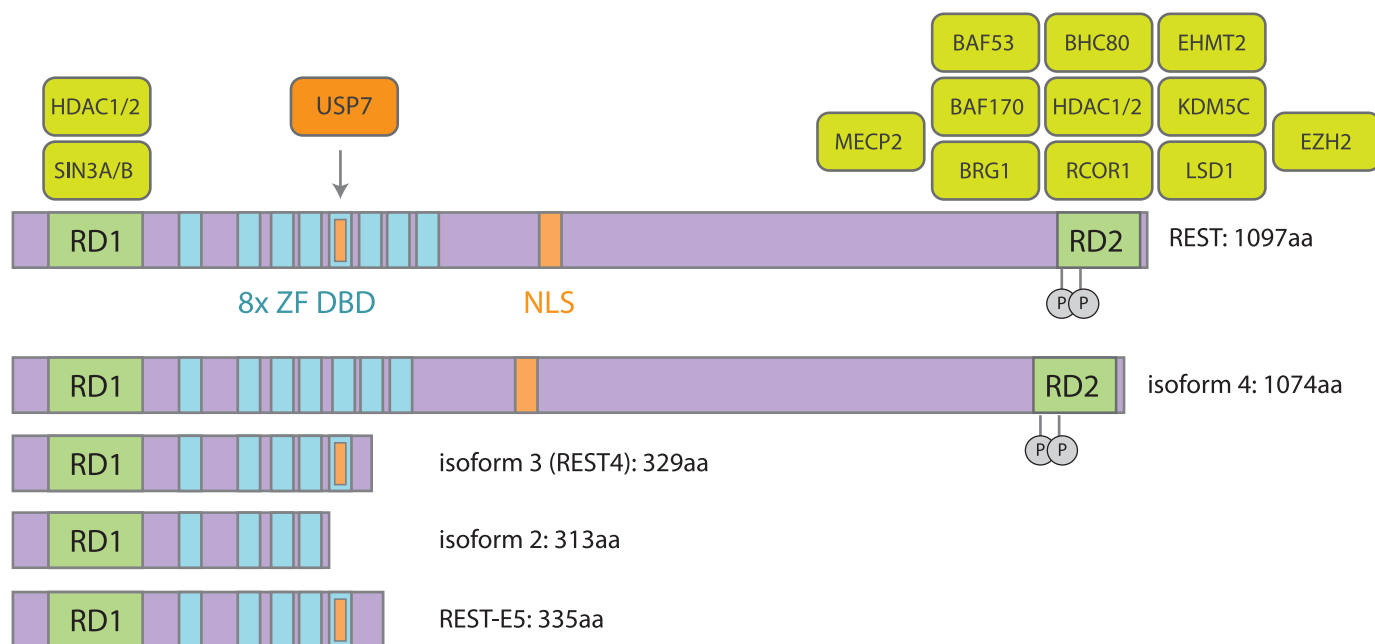 BAF53 BHC80 EHMT2
HDAC1/2 USP7 BAF170 HDAC1/2 KDM5C
MECP2 EZH2
SIN3A/B BRG1 RCOR1 LSD1
RD1 RD2 REST: 1097aa
8x ZF DBD NLS P P
RD1 RD2 isoform 4: 1074aa
P P
RD1 isoform 3 (REST4): 329aa
RD1 isoform 2: 313aa
RD1 REST-E5: 335aa